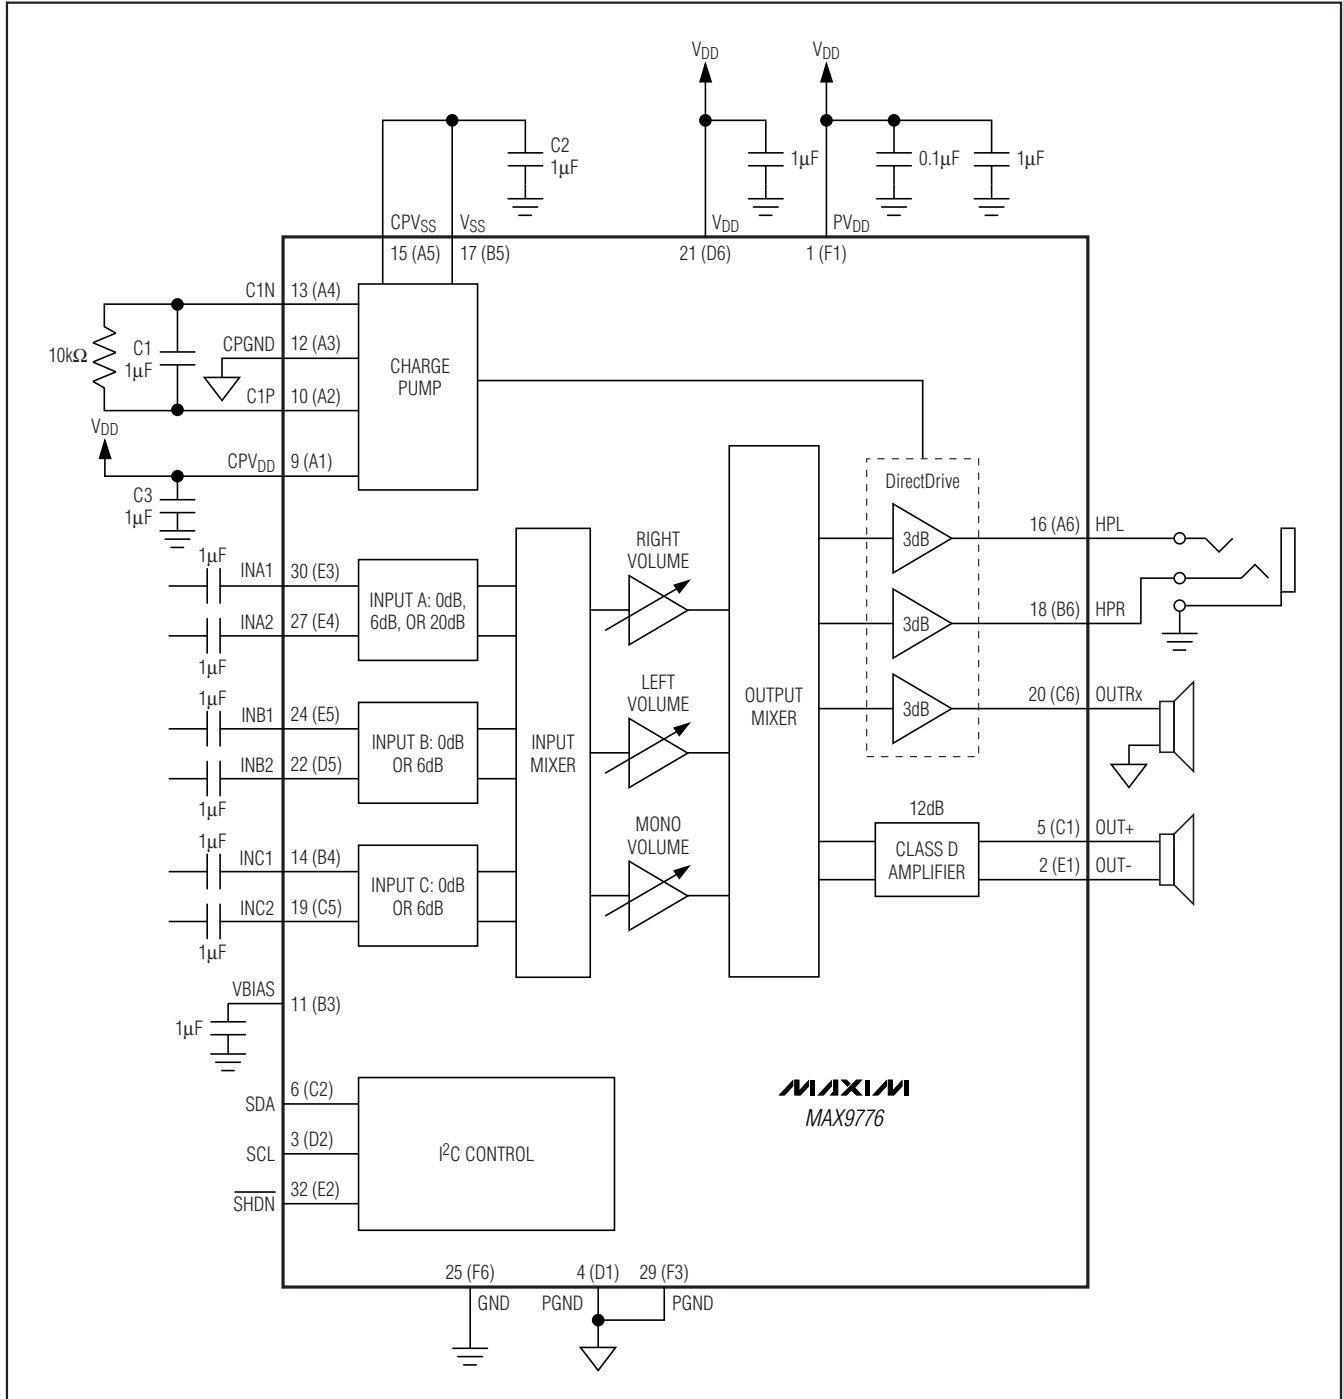 VDD
VDD
C2
1µF
1µF
0.1µF
1µF
CPVSS
VSS
VDD
PVDD
15 (A5)
17 (B5)
21 (D6)
1 (F1)
C1N
13 (A4)
10kΩ
C1
1µF
CPGND
12 (A3)
CHARGE
PUMP
C1P
10 (A2)
VDD
CPVDD
9 (A1)
C3
1µF
DirectDrive
1µF
INA1
30 (E3)
INPUT A: 0dB,
6dB, OR 20dB
INA2
27 (E4)
1µF
RIGHT
VOLUME
3dB
16 (A6)
HPL
3dB
18 (B6)
HPR
1µF
INB1
24 (E5)
INPUT B: 0dB
OR 6dB
INB2
22 (D5)
1µF
INPUT
MIXER
LEFT
VOLUME
OUTPUT
MIXER
3dB
20 (C6)
OUTRx
1µF
INC1
14 (B4)
INPUT C: 0dB
OR 6dB
INC2
19 (C5)
1µF
MONO
VOLUME
12dB
CLASS D
AMPLIFIER
5 (C1)
OUT+
2 (E1)
OUT-
VBIAS
11 (B3)
1µF
SDA
6 (C2)
SCL
3 (D2)
SHDN
32 (E2)
I2C CONTROL
MAXIM
MAX9776
25 (F6)
4 (D1)
29 (F3)
GND
PGND
PGND